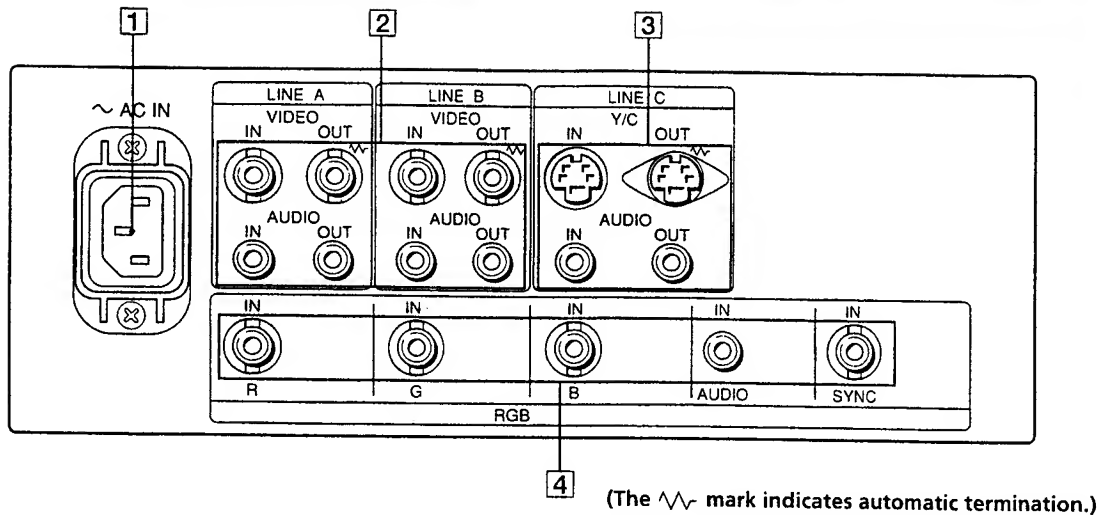 1 2 3
LINE A LINE B LINE C
∼ AC IN VIDEO VIDEO Y/C
IN OUT IN OUT IN OUT
AUDIO AUDIO AUDIO
IN OUT IN OUT IN OUT
IN IN IN IN IN
R G B AUDIO SYNC
RGB
4
(The mark indicates automatic termination.)